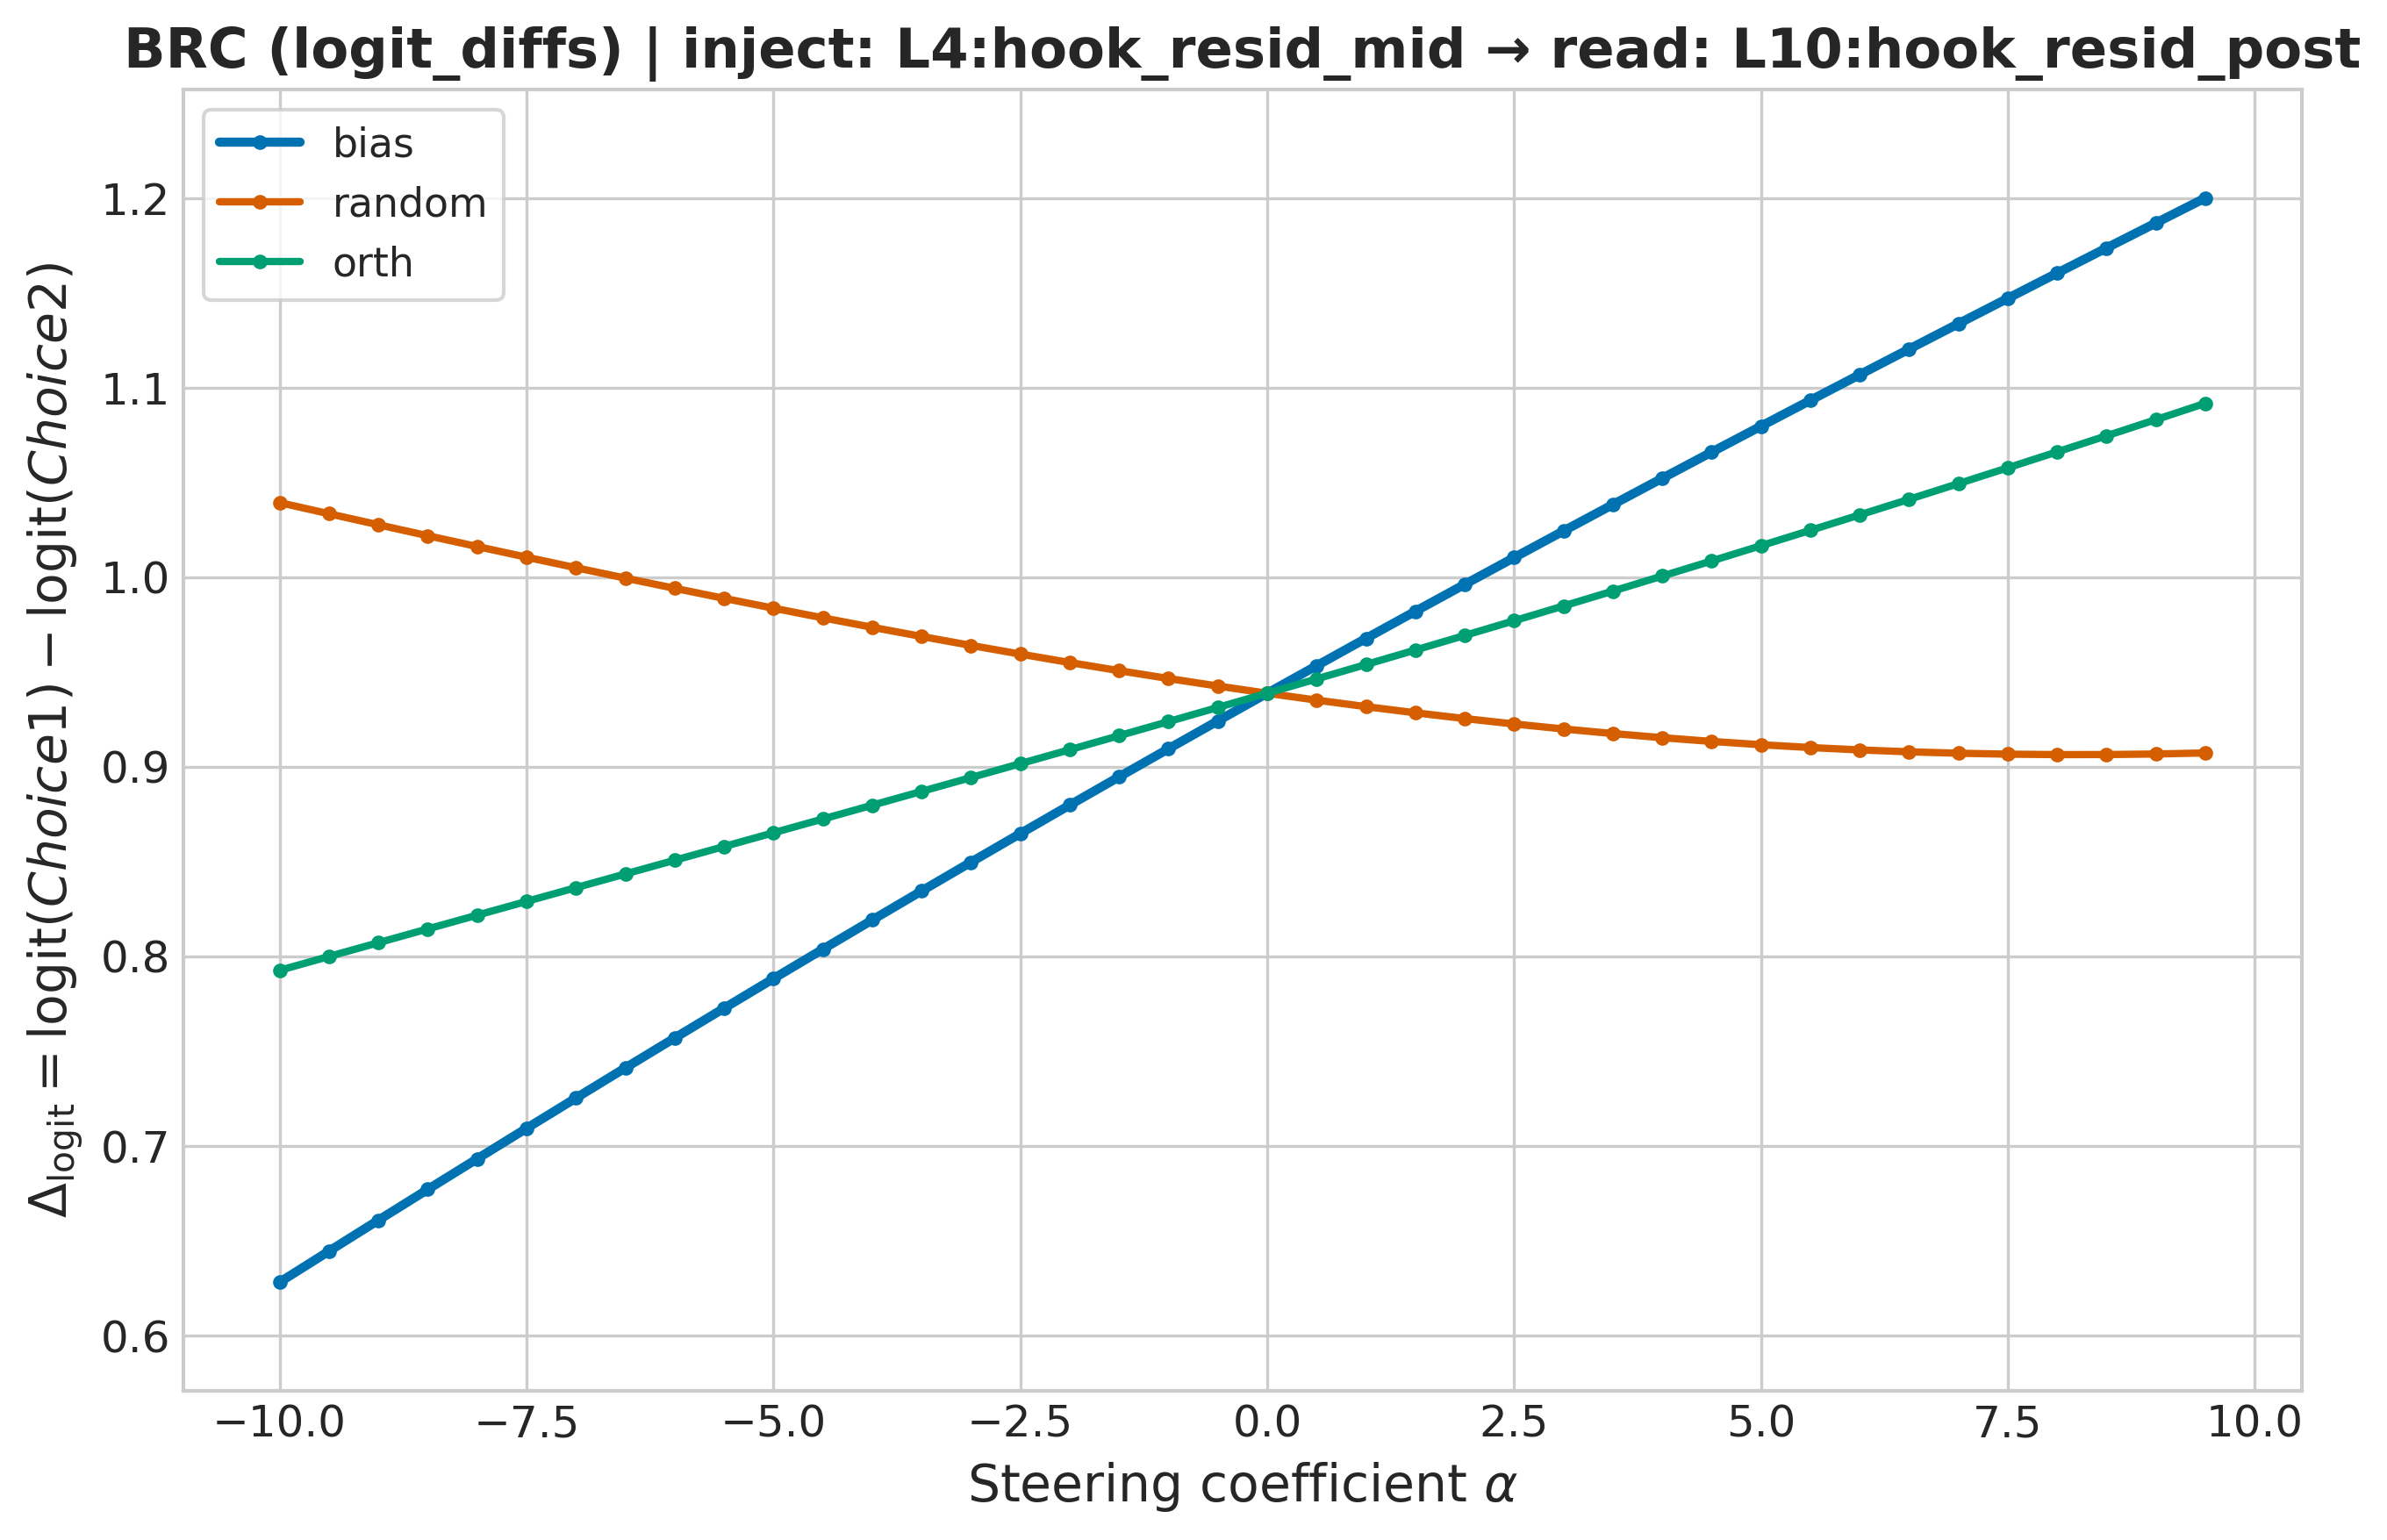 BRC (logit_diffs) | inject: L4:hook_resid_mid → read: L10:hook_resid_post
bias
random
orth
Δlogit = logit(Choice1) − logit(Choice2)
1.2
1.1
1.0
0.9
0.8
0.7
0.6
−10.0 −7.5 −5.0 −2.5 0.0 2.5 5.0 7.5 10.0
Steering coefficient α